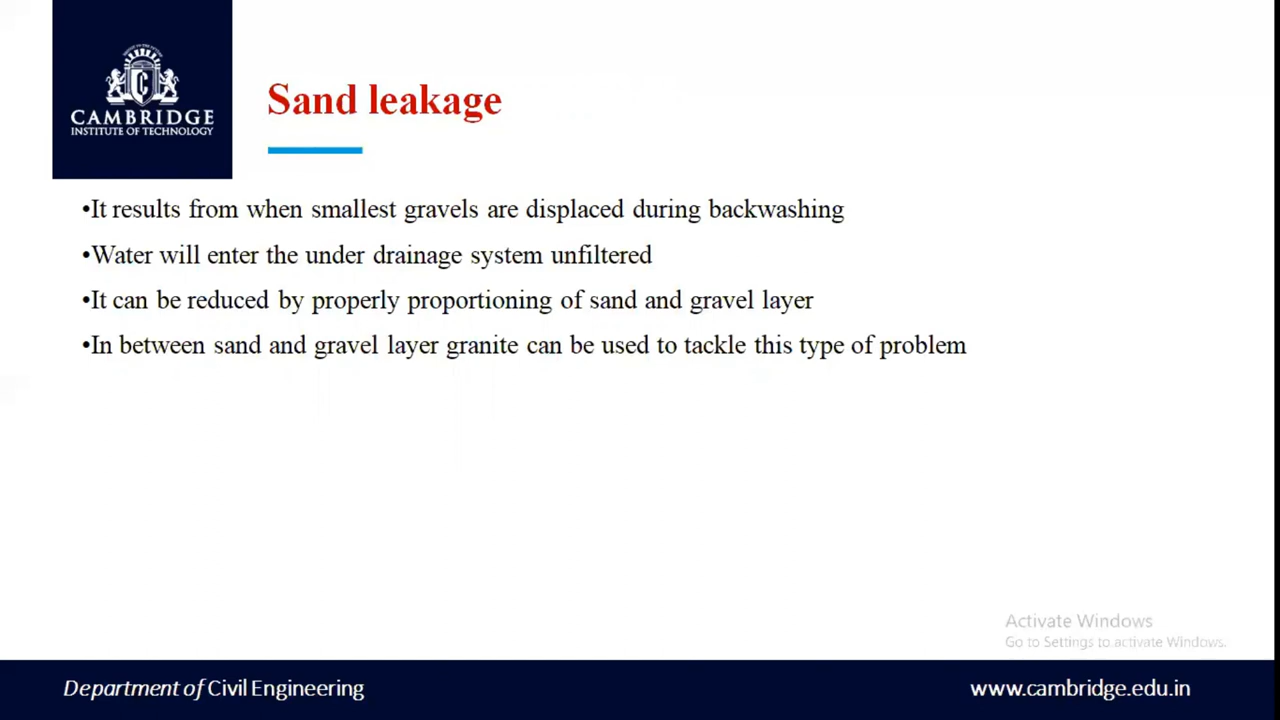 CAMBRIDGE
INSTITUTE OF TECHNOLOGY
Sand leakage
•It results from when smallest gravels are displaced during backwashing
•Water will enter the under drainage system unfiltered
•It can be reduced by properly proportioning of sand and gravel layer
•In between sand and gravel layer granite can be used to tackle this type of problem
Activate Windows
Go to Settings to activate Windows.
Department of Civil Engineering
www.cambridge.edu.in